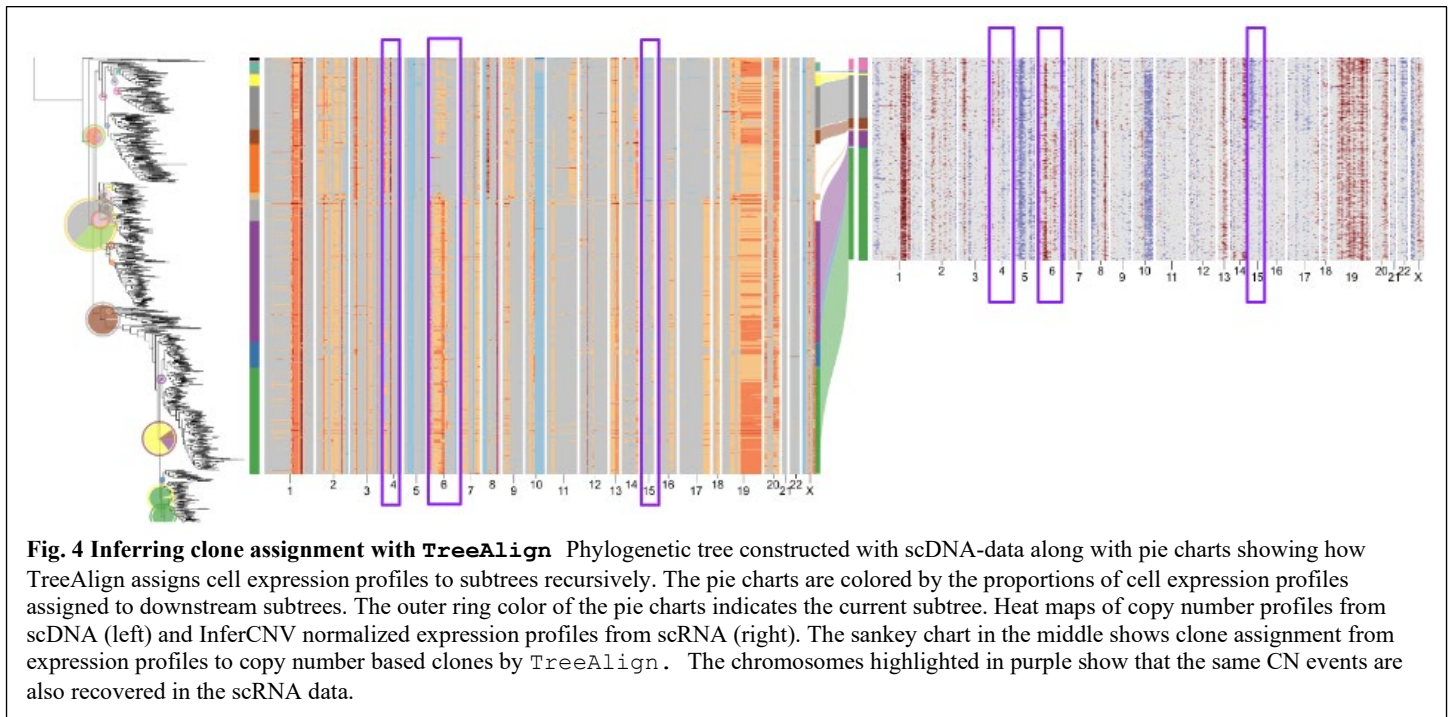 1 2 3 4 5 6 7 8 9 10 11 12 13 14 15 16 17 18 19 20 21 22 X
1 2 3 4 5 6 7 8 9 10 11 12 13 14 15 16 17 18 19 20 21 22 X
Fig. 4 Inferring clone assignment with TreeAlign Phylogenetic tree constructed with scDNA-data along with pie charts showing how
TreeAlign assigns cell expression profiles to subtrees recursively. The pie charts are colored by the proportions of cell expression profiles
assigned to downstream subtrees. The outer ring color of the pie charts indicates the current subtree. Heat maps of copy number profiles from
scDNA (left) and InferCNV normalized expression profiles from scRNA (right). The sankey chart in the middle shows clone assignment from
expression profiles to copy number based clones by TreeAlign. The chromosomes highlighted in purple show that the same CN events are
also recovered in the scRNA data.